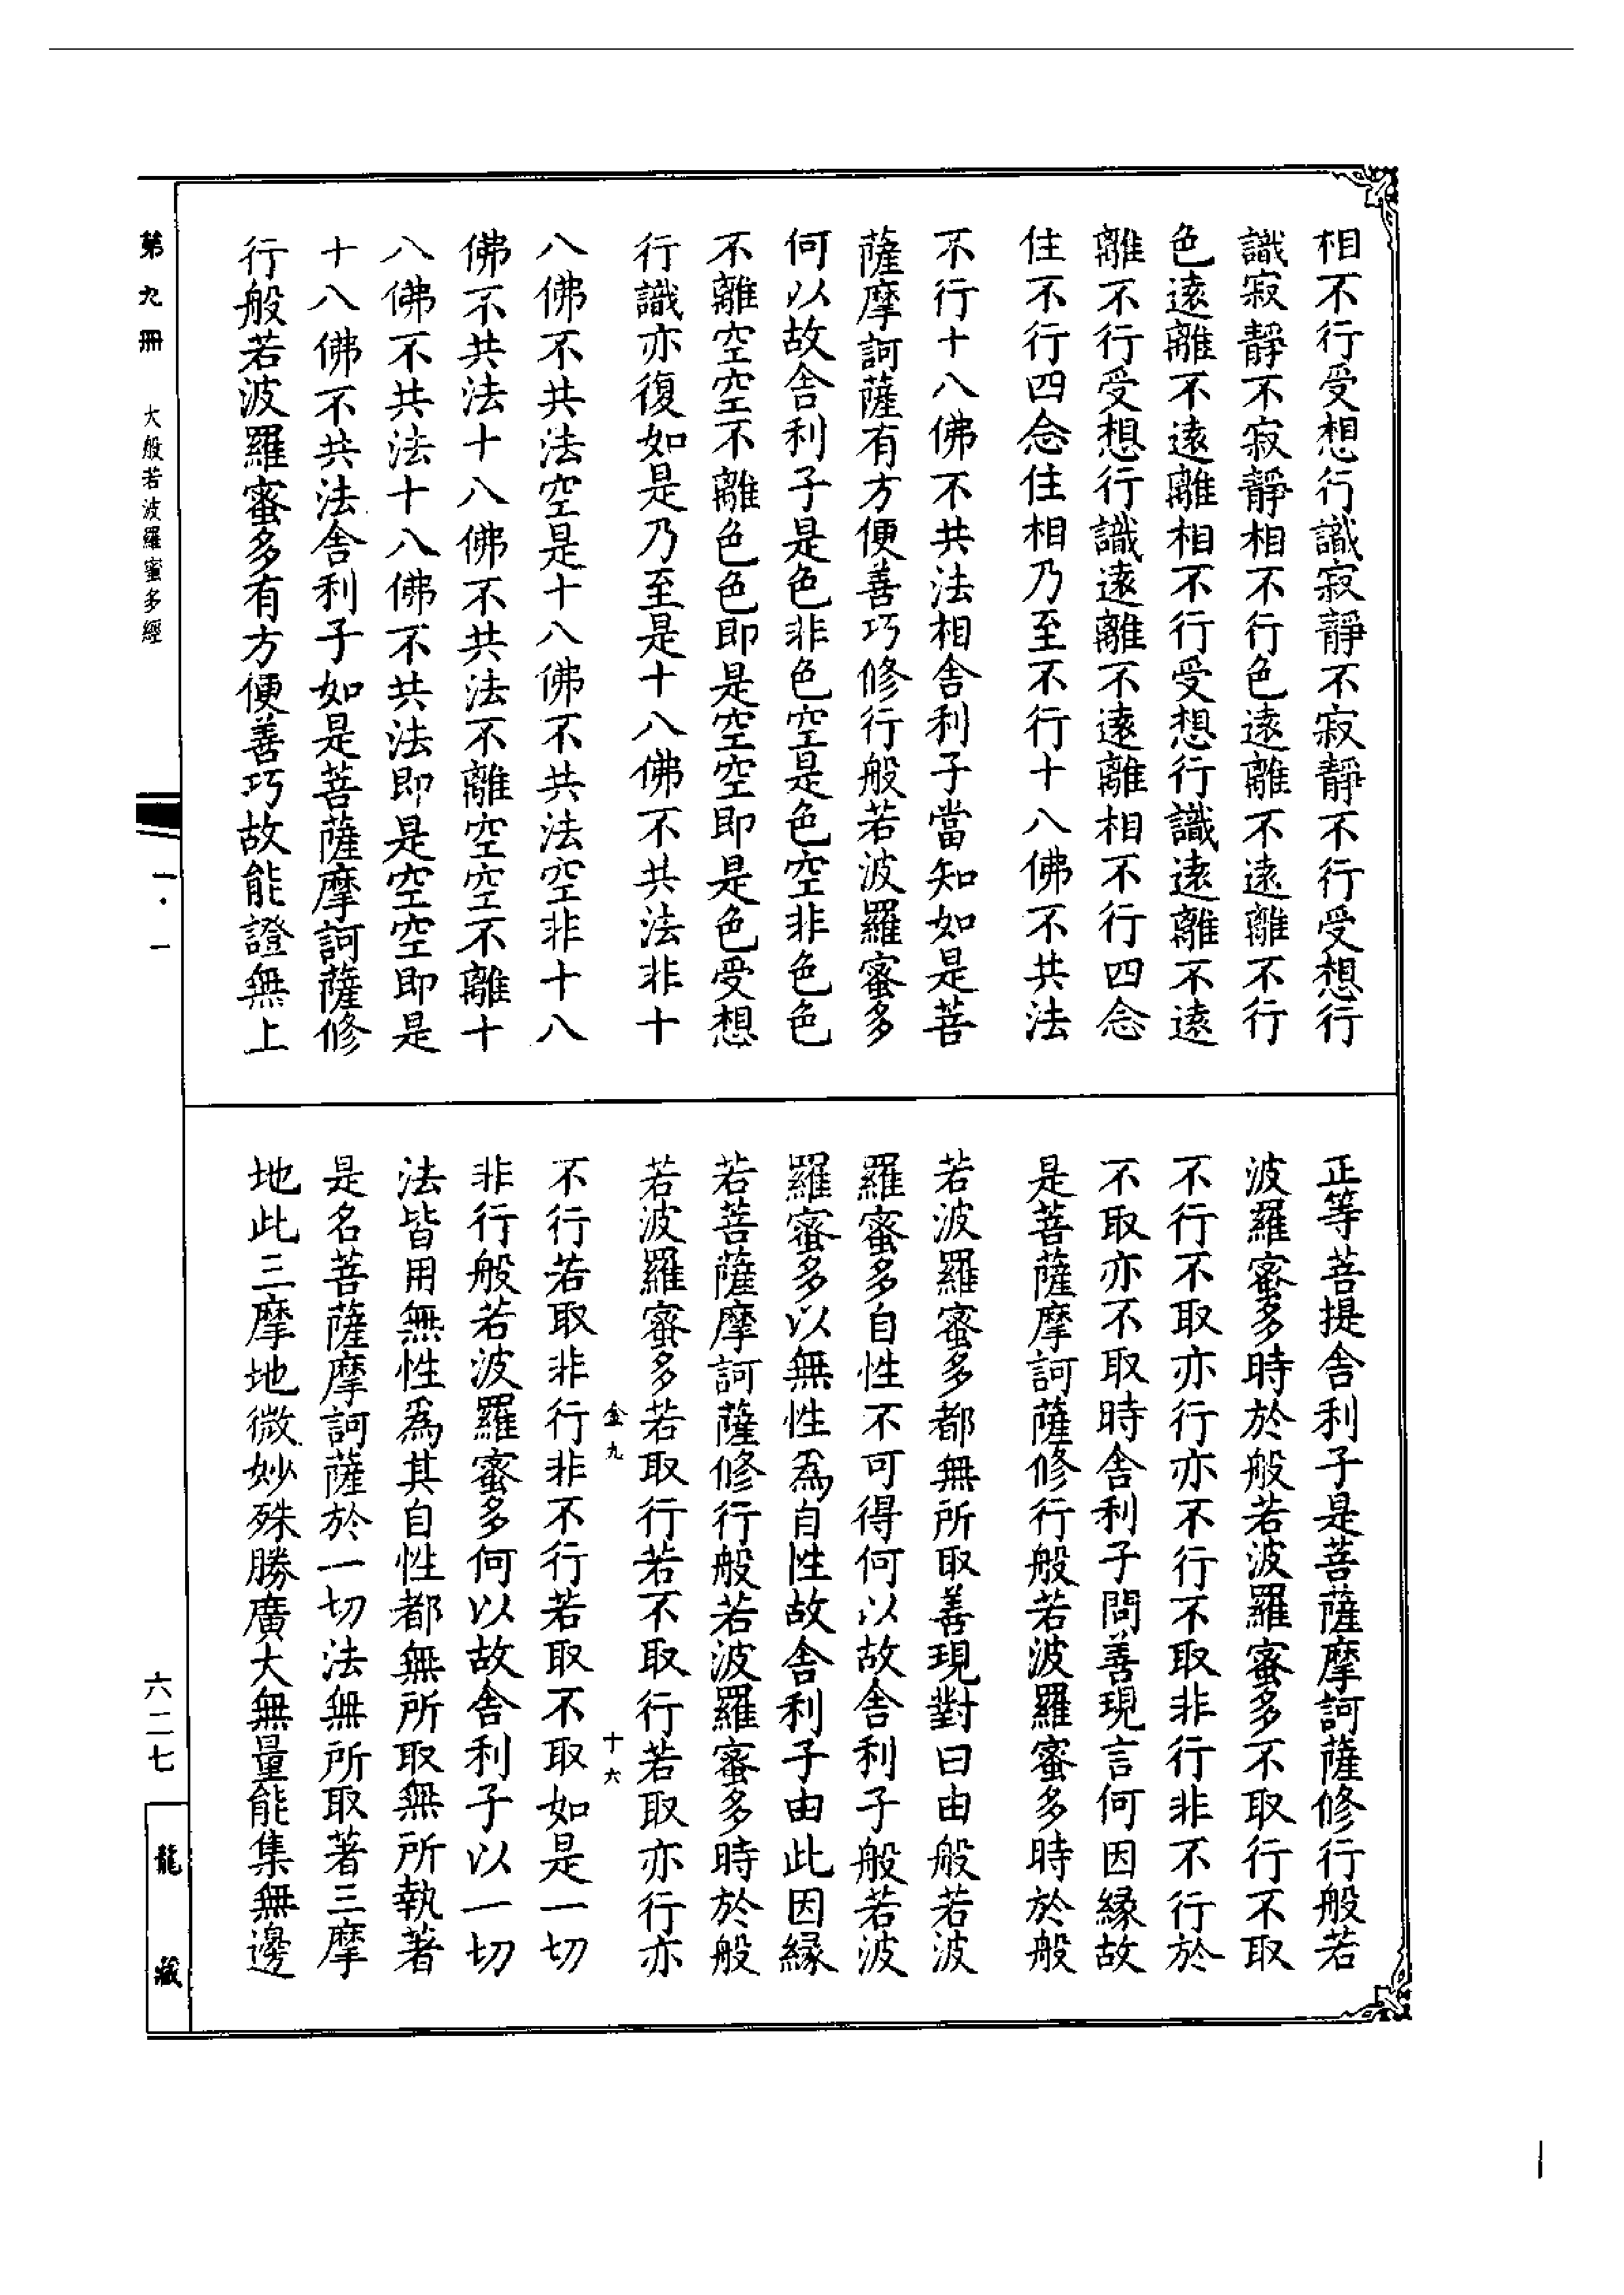 相不行受想行識寂靜不寂靜不行受想行
識寂靜不寂靜相不行色遠離不遠離不行
色遠離不遠離相不行受想行識遠離不遠
離不行受想行識遠離不遠離相不行四念
住不行四念住相乃至不行十八佛不共法
不行十八佛不共法相舍利子當知如是菩
薩摩訶薩有方便善巧修行般若波羅蜜多
何以故舍利子是色非色空是色空非色色
不離空空不離色色即是空空即是色受想
行識亦復如是乃至是十八佛不共法非十
八佛不共法空是十八佛不共法空非十八
佛不共法十八佛不共法不離空空不離十
八佛不共法十八佛不共法即是空空即是
十八佛不共法舍利子如是菩薩摩訶薩修
行般若波羅蜜多有方便善巧故能證無上
正等菩提舍利子是菩薩摩訶薩修行般若
波羅蜜多時於般若波羅蜜多不取行不取
不行不取亦行亦不行不取非行非不行於
不取亦不取時舍利子問善現言何因緣故
是菩薩摩訶薩修行般若波羅蜜多時於般
若波羅蜜多都無所取善現對曰由般若波
羅蜜多自性不可得何以故舍利子般若波
羅蜜多以無性為自性故舍利子由此因緣
若菩薩摩訶薩修行般若波羅蜜多時於般
若波羅蜜多若取行若不取行若取亦行亦
金九 十六
不行若取非行非不行若取不取如是一切
非行般若波羅蜜多何以故舍利子以一切
法皆用無性為其自性都無所取無所執著
是名菩薩摩訶薩於一切法無所取著三摩
地此三摩地微妙殊勝廣大無量能集無邊
第九冊 大般若波羅蜜多經 一·一 六二七
龍藏